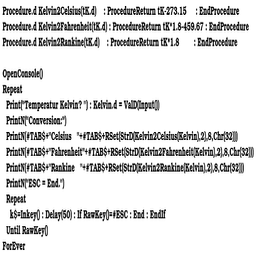 Procedure.d Kelvin2Celsius(tK.d) : ProcedureReturn tK-273.15 : EndProcedure
Procedure.d Kelvin2Fahrenheit(tK.d) : ProcedureReturn tK*1.8-459.67 : EndProcedure
Procedure.d Kelvin2Rankine(tK.d) : ProcedureReturn tK*1.8 : EndProcedure
OpenConsole()
Repeat
Print("Temperatur Kelvin? ") : Kelvin.d = ValD(Input())
PrintN("Conversion:")
PrintN(#TAB$+"Celsius "+#TAB$+RSet(StrD(Kelvin2Celsius(Kelvin),2),8,Chr(32)))
PrintN(#TAB$+"Fahrenheit"+#TAB$+RSet(StrD(Kelvin2Fahrenheit(Kelvin),2),8,Chr(32)))
PrintN(#TAB$+"Rankine "+#TAB$+RSet(StrD(Kelvin2Rankine(Kelvin),2),8,Chr(32)))
PrintN("ESC = End.")
Repeat
k$=Inkey() : Delay(50) : If RawKey()=#ESC : End : EndIf
Until RawKey()
ForEver